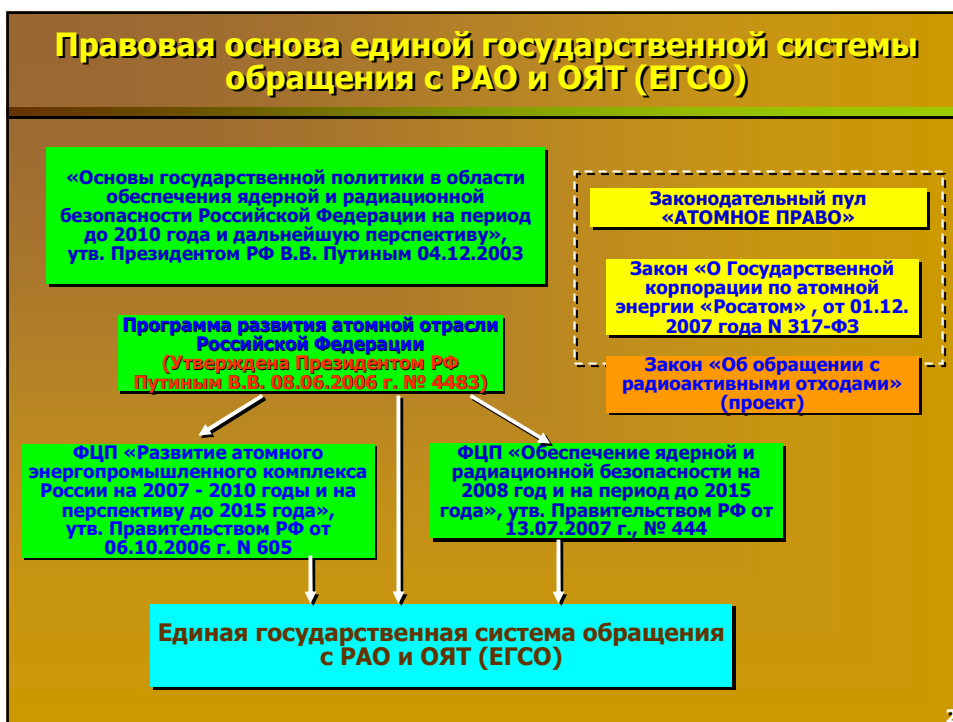 Правовая основа единой государственной системы
обращения с РАО и ОЯТ (ЕГСО)
«Основы государственной политики в области
обеспечения ядерной и радиационной
безопасности Российской Федерации на период
до 2010 года и дальнейшую перспективу»,
утв. Президентом РФ В.В. Путиным 04.12.2003
Законодательный пул
«АТОМНОЕ ПРАВО»
Закон «О Государственной
корпорации по атомной
энергии «Росатом» , от 01.12.
2007 года N 317-ФЗ
Программа развития атомной отрасли
Российской Федерации
(Утверждена Президентом РФ
Путиным В.В. 08.06.2006 г. № 4483)
Закон «Об обращении с
радиоактивными отходами»
(проект)
ФЦП «Развитие атомного
энергопромышленного комплекса
России на 2007 - 2010 годы и на
перспективу до 2015 года»,
утв. Правительством РФ от
06.10.2006 г. N 605
ФЦП «Обеспечение ядерной и
радиационной безопасности на
2008 год и на период до 2015
года», утв. Правительством РФ от
13.07.2007 г., № 444
Единая государственная система обращения
с РАО и ОЯТ (ЕГСО)
2